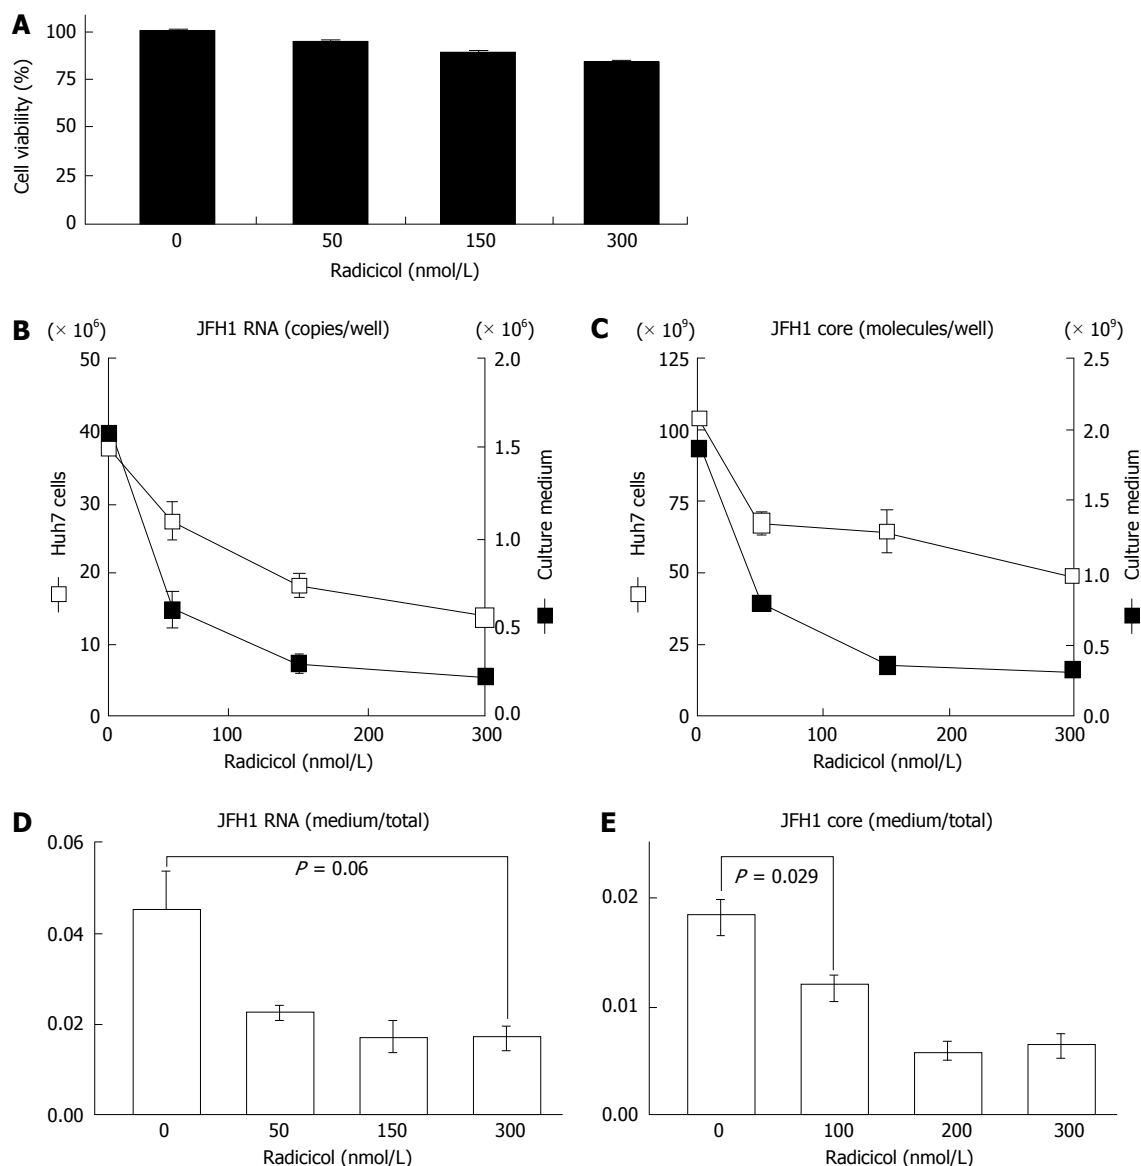 A
Cell viability (%)
100
75
50
25
0
0 50 150 300
Radicicol (nmol/L)
B
(× 10⁶) JFH1 RNA (copies/well) (× 10⁶)
Huh7 cells
50
40
30
20
10
0
2.0
1.5
1.0
0.5
0.0
Culture medium
0 100 200 300
Radicicol (nmol/L)
C
(× 10⁹) JFH1 core (molecules/well) (× 10⁹)
Huh7 cells
125
100
75
50
25
0
2.5
2.0
1.5
1.0
0.5
0.0
Culture medium
0 100 200 300
Radicicol (nmol/L)
D
JFH1 RNA (medium/total)
0.06
0.04
0.02
0.00
P = 0.06
0 50 150 300
Radicicol (nmol/L)
E
JFH1 core (medium/total)
0.02
0.01
0.00
P = 0.029
0 100 200 300
Radicicol (nmol/L)